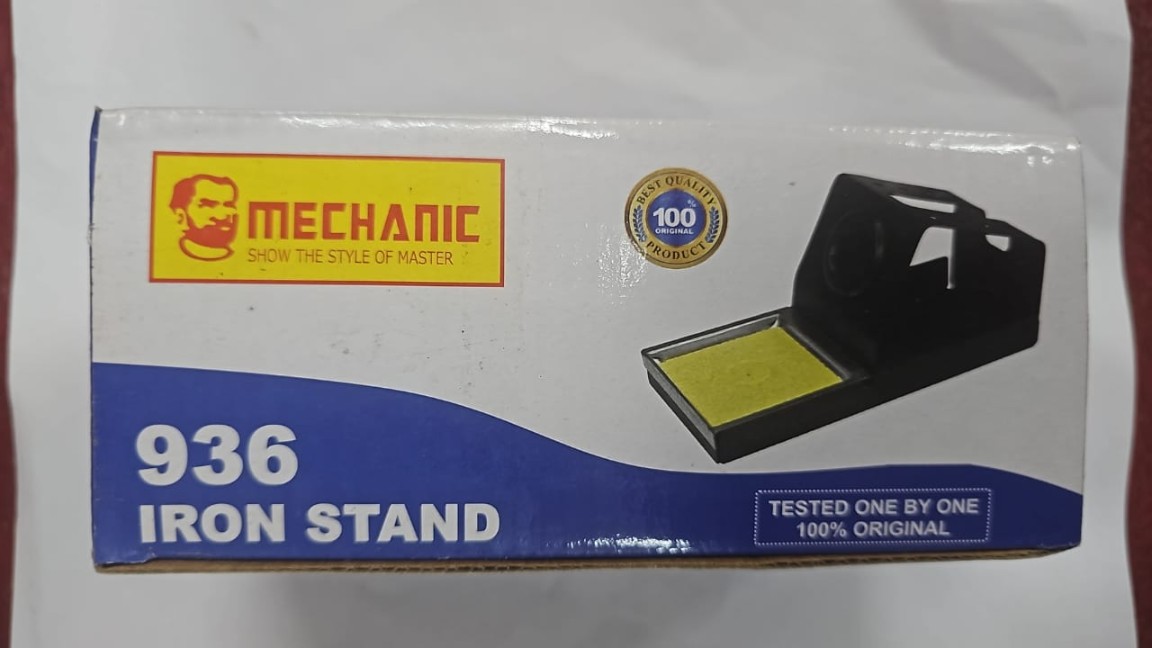 MECHANIC
SHOW THE STYLE OF MASTER
BEST QUALITY
100%
ORIGINAL
PRODUCT
936
IRON STAND
TESTED ONE BY ONE
100% ORIGINAL